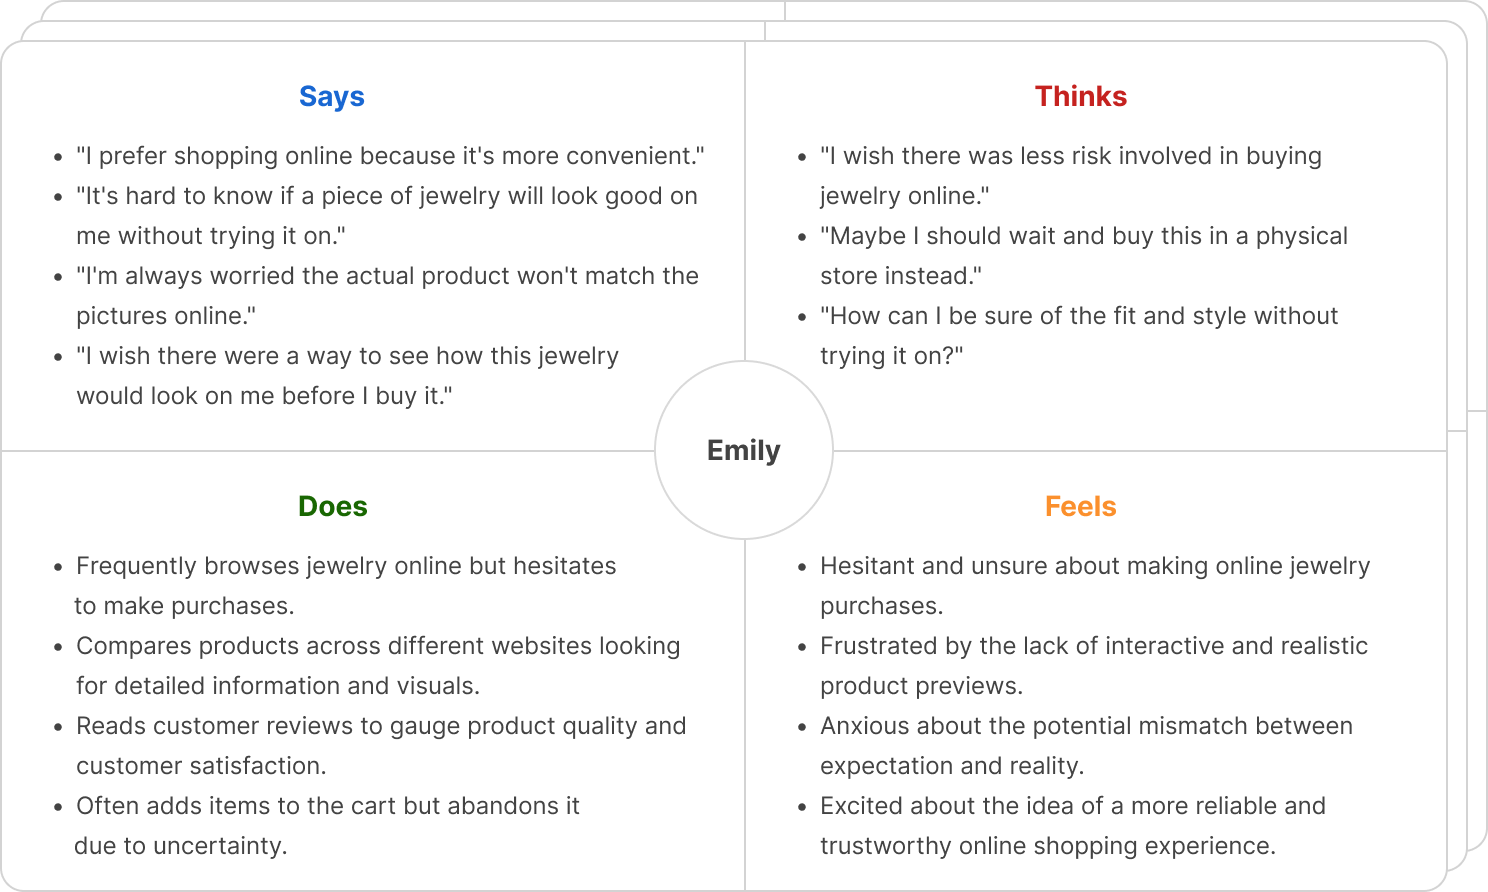 Says
• "I prefer shopping online because it's more convenient."
• "It's hard to know if a piece of jewelry will look good on
me without trying it on."
• "I'm always worried the actual product won't match the
pictures online."
• "I wish there were a way to see how this jewelry
would look on me before I buy it."
Thinks
• "I wish there was less risk involved in buying
jewelry online."
• "Maybe I should wait and buy this in a physical
store instead."
• "How can I be sure of the fit and style without
trying it on?"
Emily
Does
• Frequently browses jewelry online but hesitates
to make purchases.
• Compares products across different websites looking
for detailed information and visuals.
• Reads customer reviews to gauge product quality and
customer satisfaction.
• Often adds items to the cart but abandons it
due to uncertainty.
Feels
• Hesitant and unsure about making online jewelry
purchases.
• Frustrated by the lack of interactive and realistic
product previews.
• Anxious about the potential mismatch between
expectation and reality.
• Excited about the idea of a more reliable and
trustworthy online shopping experience.